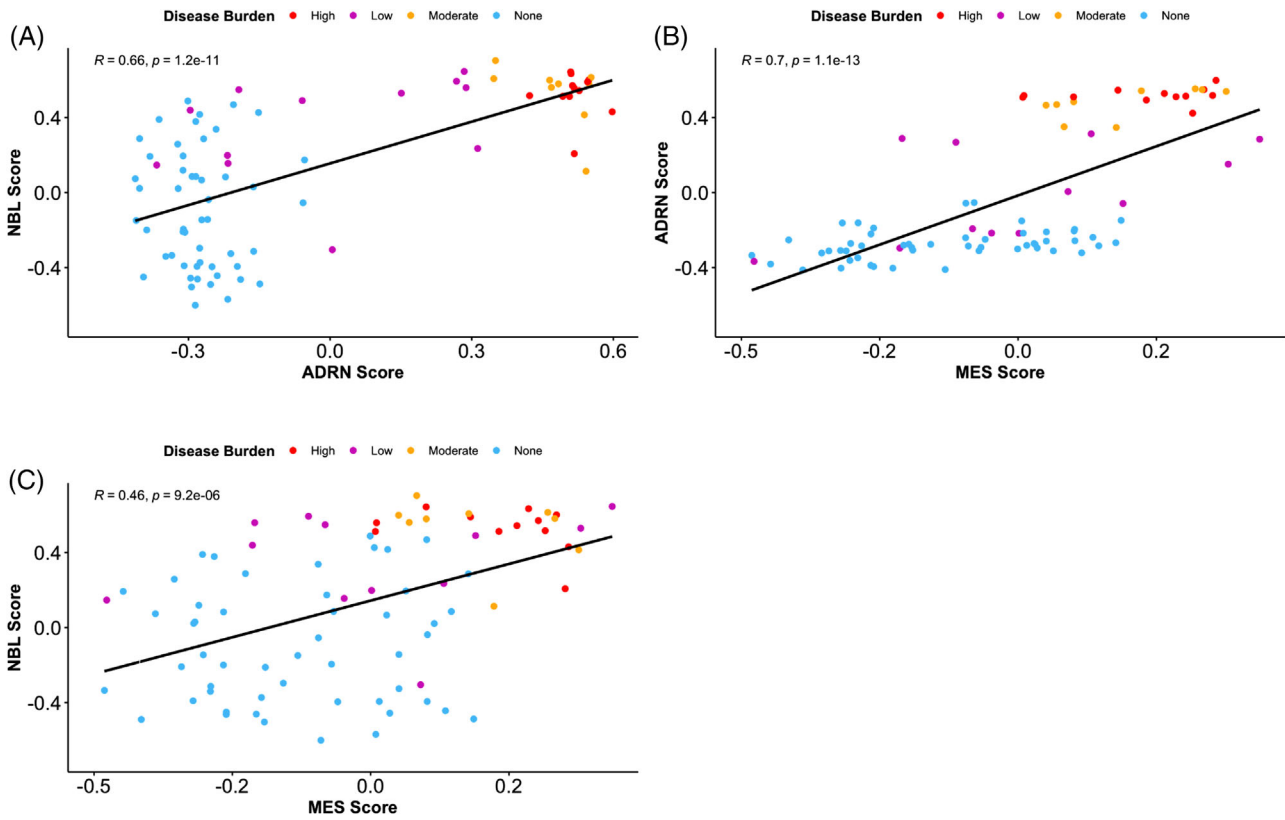 Disease Burden High Low Moderate None
(A)
R = 0.66, p = 1.2e-11
NBL Score
0.4
0.0
-0.4
-0.3 0.0 0.3 0.6
ADRN Score
Disease Burden High Low Moderate None
(B)
R = 0.7, p = 1.1e-13
ADRN Score
0.4
0.0
-0.4
-0.5 -0.2 0.0 0.2
MES Score
Disease Burden High Low Moderate None
(C)
R = 0.46, p = 9.2e-06
NBL Score
0.4
0.0
-0.4
-0.5 -0.2 0.0 0.2
MES Score